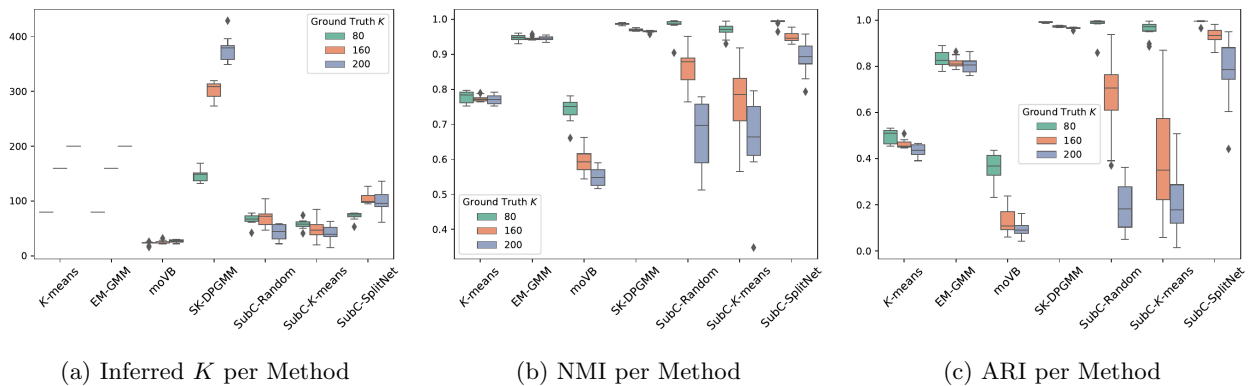 400
300
200
100
0
Ground Truth K
80
160
200
K-means
EM-GMM
moVB
SK-DPGMM
SubC-Random
SubC-K-means
SubC-SplitNet
(a) Inferred K per Method
1.0
0.9
0.8
0.7
0.6
0.5
0.4
Ground Truth K
80
160
200
K-means
EM-GMM
moVB
SK-DPGMM
SubC-Random
SubC-K-means
SubC-SplitNet
(b) NMI per Method
1.0
0.8
0.6
0.4
0.2
0.0
Ground Truth K
80
160
200
K-means
EM-GMM
moVB
SK-DPGMM
SubC-Random
SubC-K-means
SubC-SplitNet
(c) ARI per Method